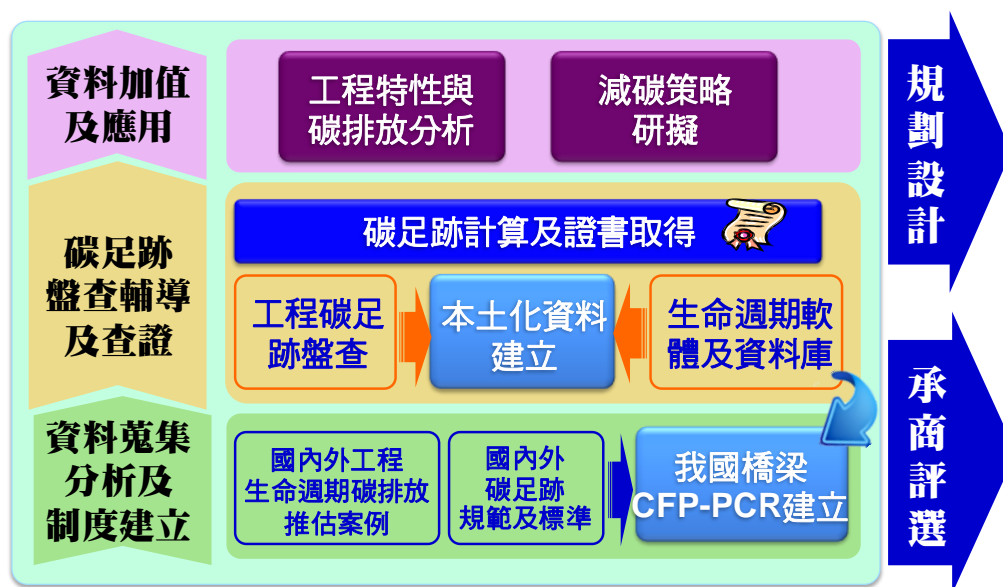 資料加值
及應用
工程特性與
碳排放分析
減碳策略
研擬
碳足跡
盤查輔導
及查證
碳足跡計算及證書取得
工程碳足
跡盤查
本土化資料
建立
生命週期軟
體及資料庫
資料蒐集
分析及
制度建立
國內外工程
生命週期碳排放
推估案例
國內外
碳足跡
規範及標準
我國橋梁
CFP-PCR建立
規劃設計
承商評選